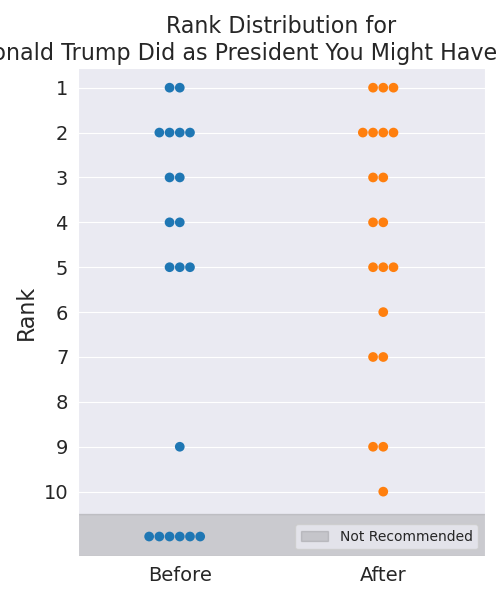 Rank Distribution for
onald Trump Did as President You Might Have
1
2
3
4
5
6
7
8
9
10
Rank
Not Recommended
Before
After